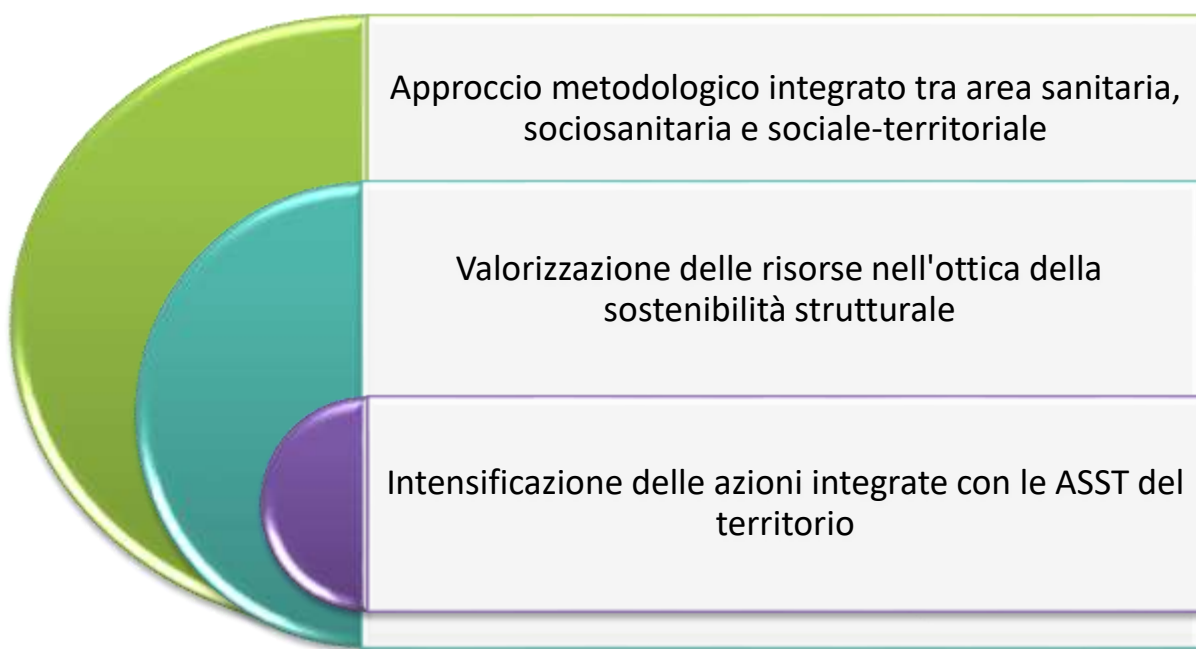 Approccio metodologico integrato tra area sanitaria,
sociosanitaria e sociale-territoriale
Valorizzazione delle risorse nell'ottica della
sostenibilità strutturale
Intensificazione delle azioni integrate con le ASST del
territorio